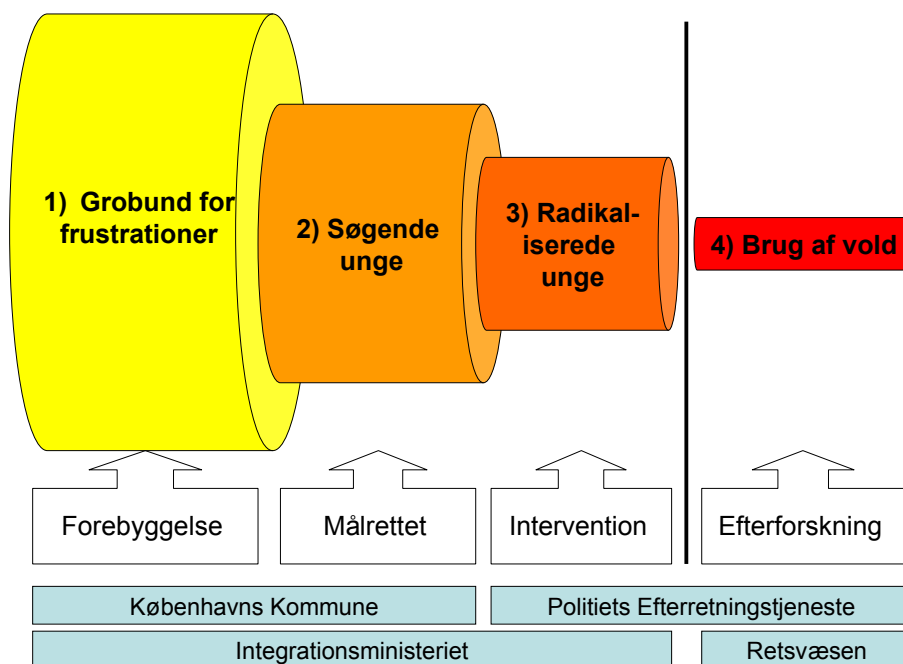 1) Grobund for
frustrationer
2) Søgende
unge
3) Radikal-
iserede
unge
4) Brug af vold
Forebyggelse
Målrettet
Intervention
Efterforskning
Københavns Kommune
Politiets Efterretningstjeneste
Integrationsministeriet
Retsvæsen